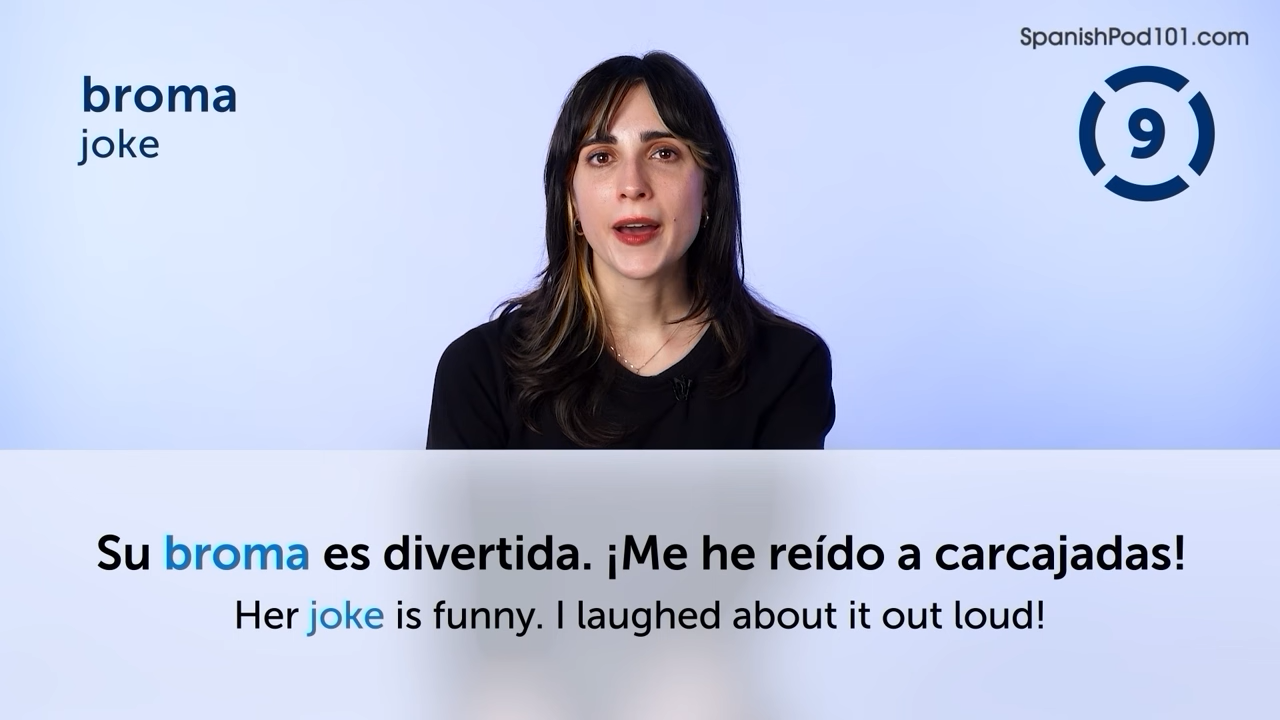 SpanishPod101.com
broma
joke
9
Su broma es divertida. ¡Me he reído a carcajadas!
Her joke is funny. I laughed about it out loud!